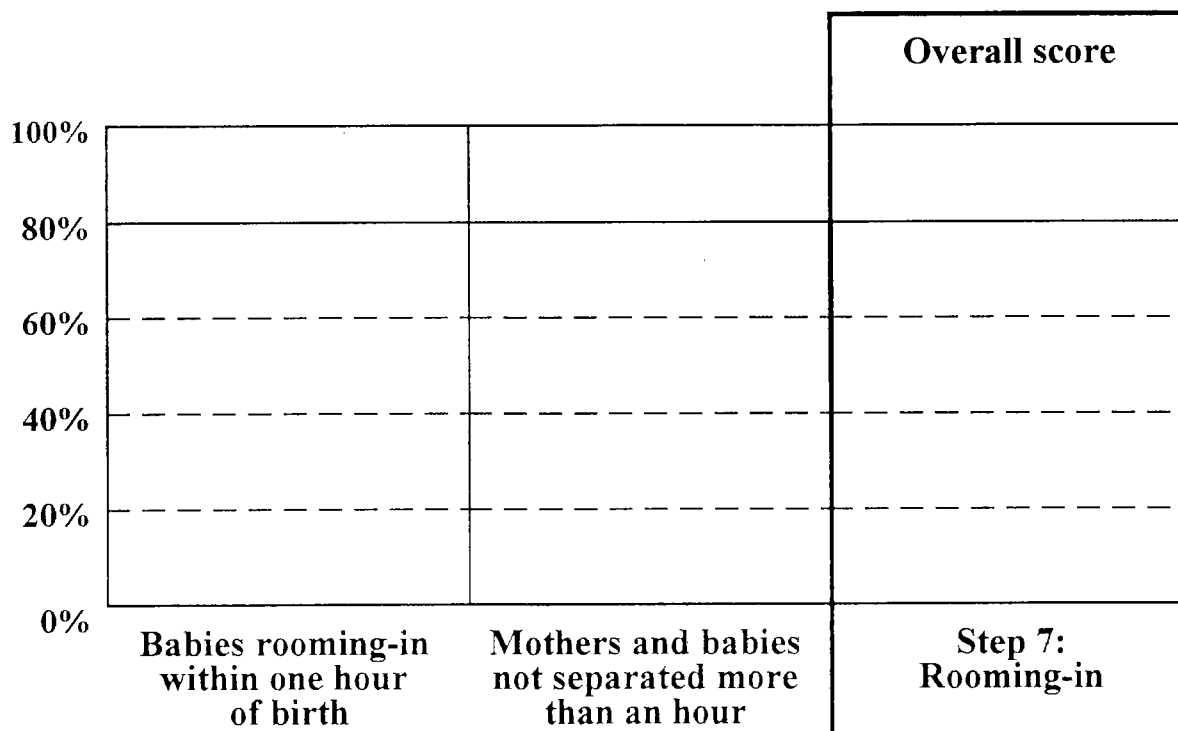 Overall score
100%
80%
60%
40%
20%
0%
Babies rooming-in
within one hour
of birth
Mothers and babies
not separated more
than an hour
Step 7:
Rooming-in